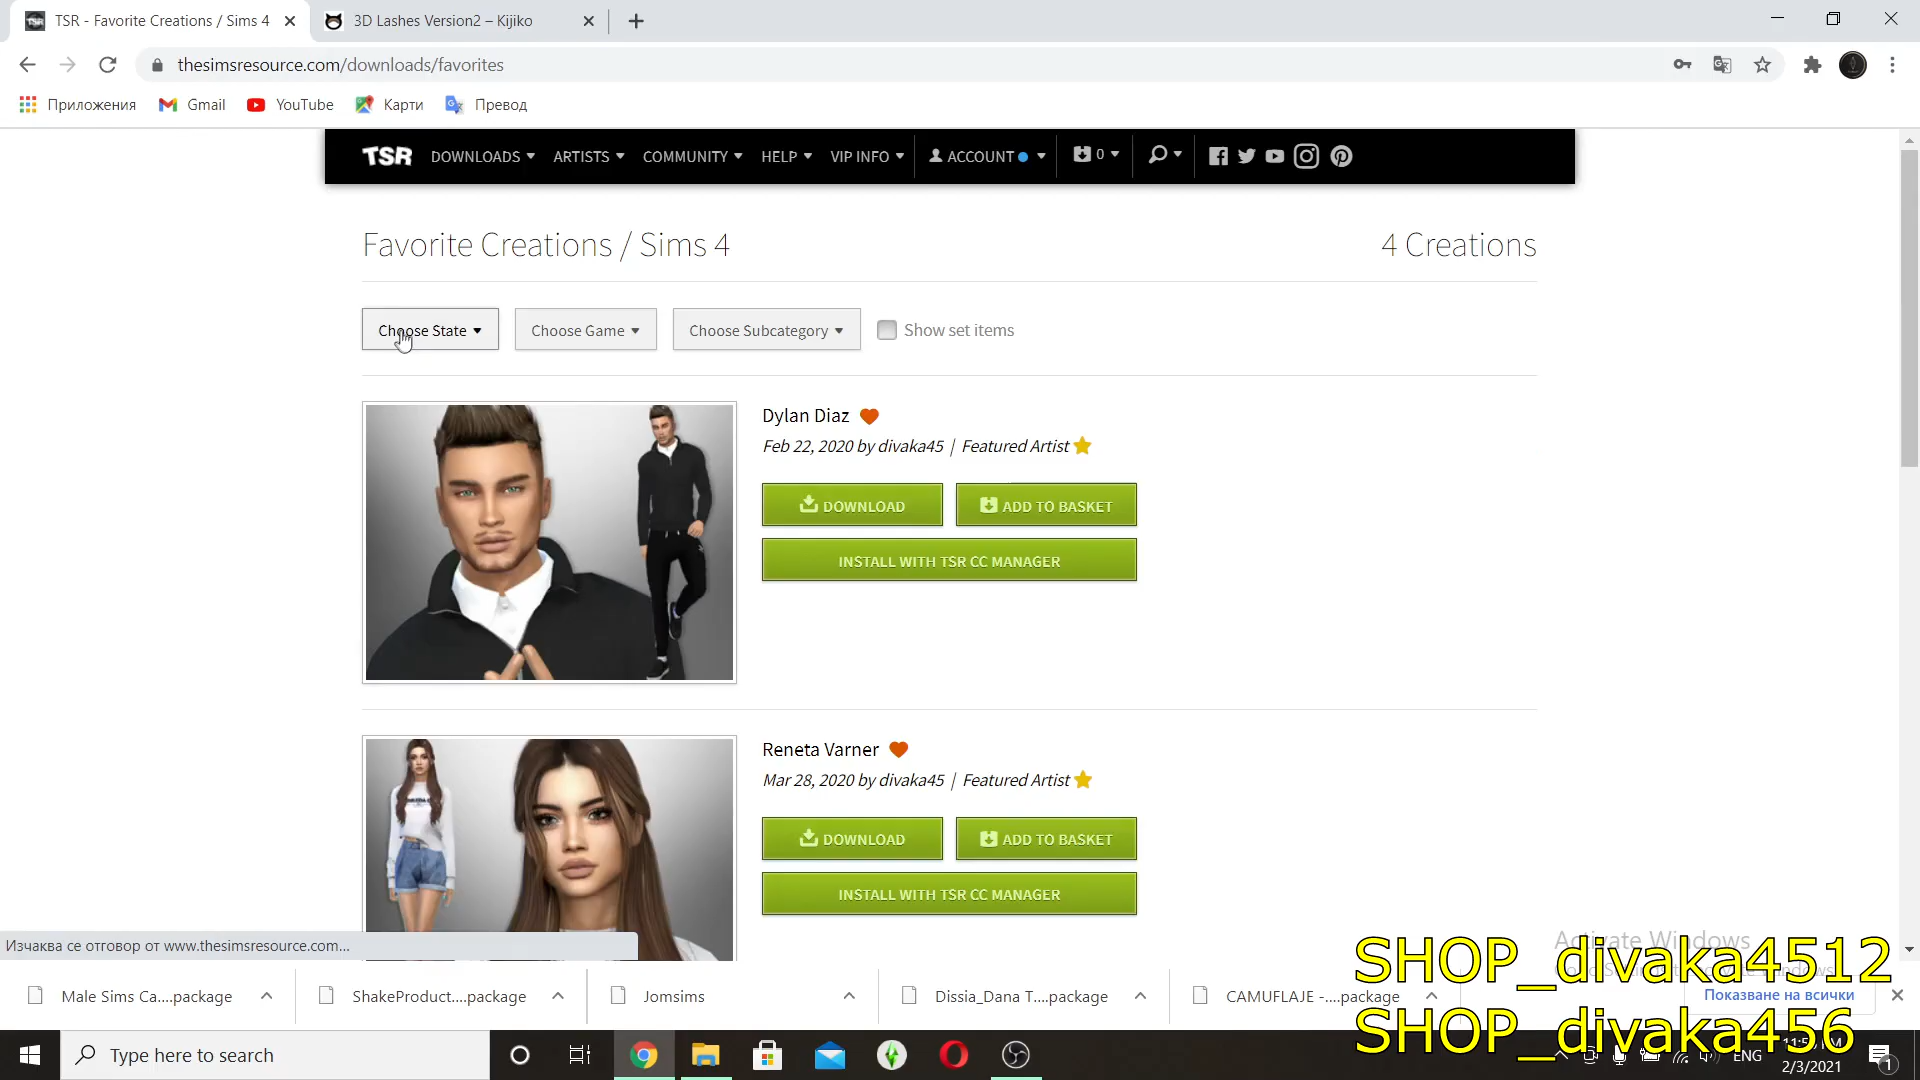 TSR - Favorite Creations / Sims 4
3D Lashes Version2 – Kijiko
thesimsresource.com/downloads/favorites
Приложения Gmail YouTube Карти Превод
TSR DOWNLOADS ARTISTS COMMUNITY HELP VIP INFO ACCOUNT 0
Favorite Creations / Sims 4
4 Creations
Choose State Choose Game Choose Subcategory Show set items
Dylan Diaz
Feb 22, 2020 by divaka45 | Featured Artist
DOWNLOAD ADD TO BASKET
INSTALL WITH TSR CC MANAGER
Reneta Varner
Mar 28, 2020 by divaka45 | Featured Artist
DOWNLOAD ADD TO BASKET
INSTALL WITH TSR CC MANAGER
Изчаква се отговор от www.thesimsresource.com...
Activate Windows
SHOP_divaka4512
Male Sims Ca....package ShakeProduct....package Jomsims Dissia_Dana T....package CAMUFLAJE -....package Показване на всички
SHOP_divaka456
Type here to search
ENG
2/3/2021
1